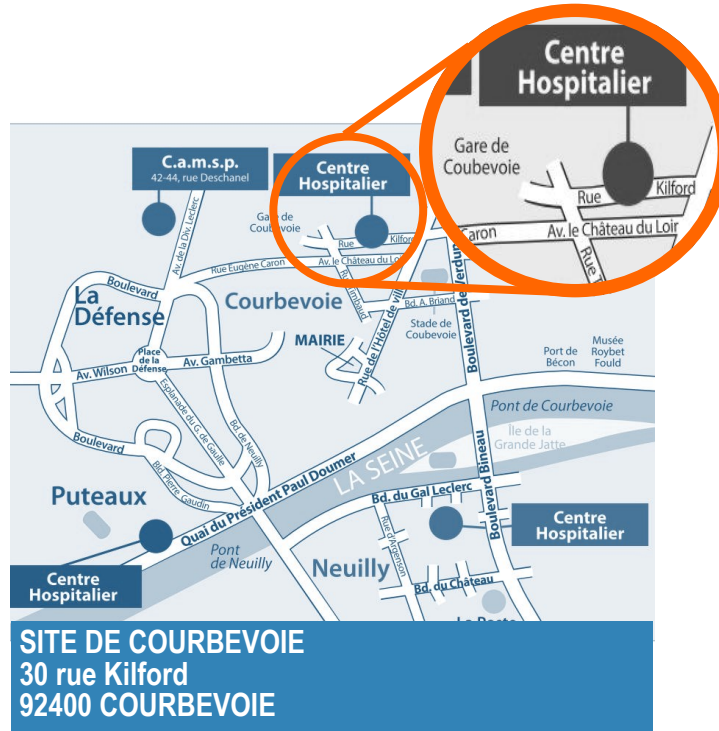 Centre
Hospitalier
Gare de
Coubevoie
Rue
Kilford
Caron
Av. le Château du Loir
Rue T
C.a.m.s.p.
42-44, rue Deschanel
Centre
Hospitalier
Gare de
Coubevoie
Av. de la Div. Leclerc
Rue
Kilford
Rue Eugène Caron
Av. le Château du Loir
Boulevard
La
Défense
Courbevoie
Bd. A. Briand
Stade de
Coubevoie
Boulevard de Verdun
MAIRIE
Rue de l'Hôtel de ville
Place
de la
Défense
Av. Wilson
Av. Gambetta
Port de
Bécon
Musée
Roybet
Fould
Esplanade du G. de Gaulle
Bd. de Neuilly
Pont de Courbevoie
Boulevard
Île de la
Grande Jatte
LA SEINE
Bd. Pierre Gaudin
Quai du Président Paul Doumer
Boulevard Bineau
Puteaux
Bd. du Gal Leclerc
Centre
Hospitalier
Rue d'Argenson
Pont
de Neuilly
Neuilly
Centre
Hospitalier
Bd. du Château
SITE DE COURBEVOIE
30 rue Kilford
92400 COURBEVOIE